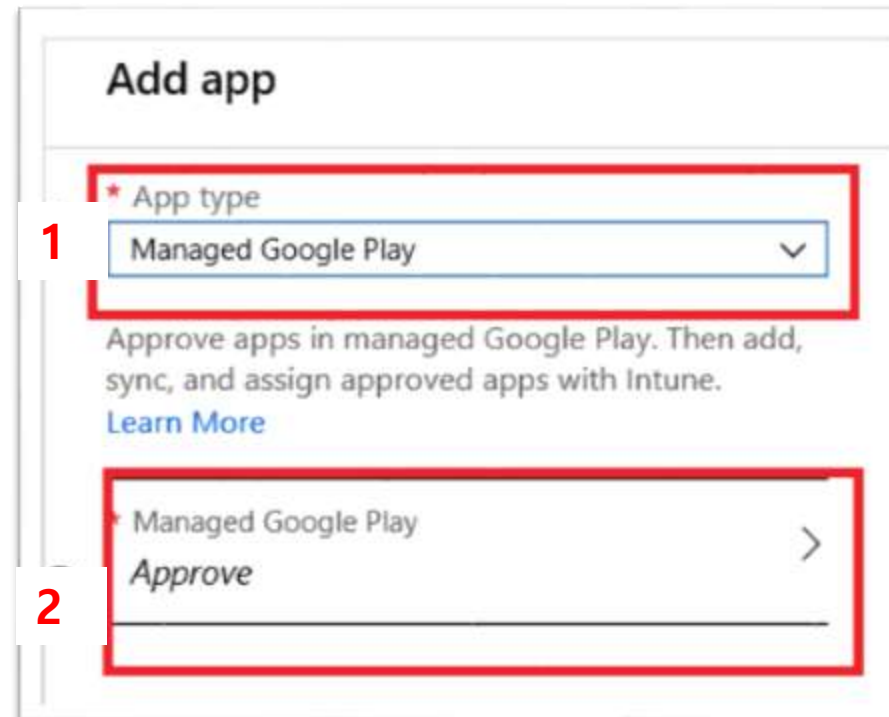 Add app
* App type
1
Managed Google Play
Approve apps in managed Google Play. Then add,
sync, and assign approved apps with Intune.
Learn More
* Managed Google Play
Approve
2